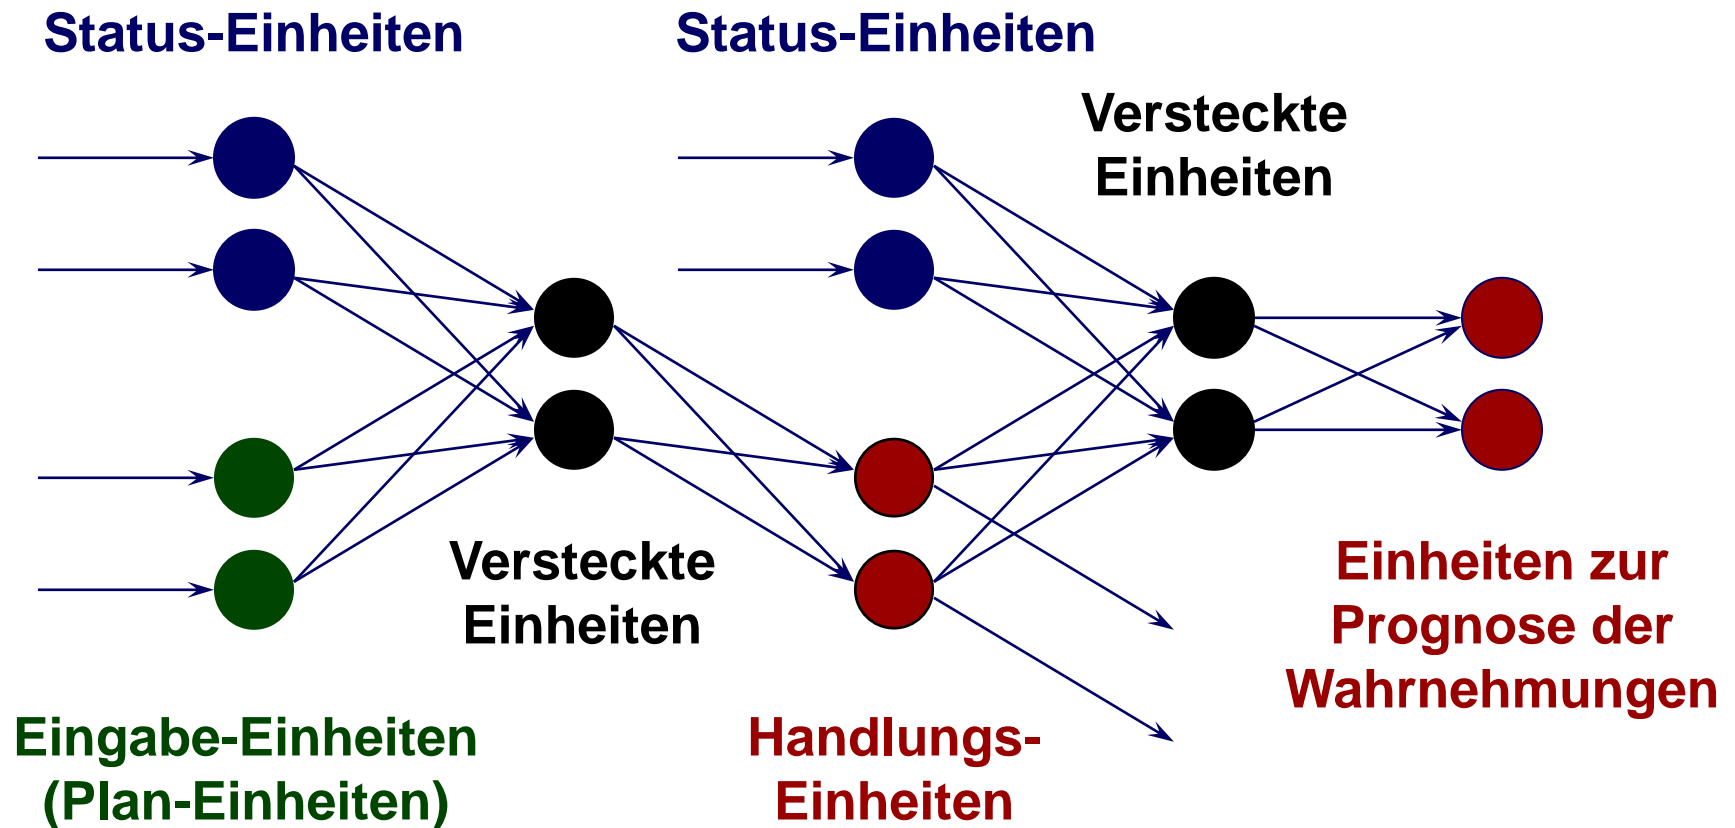 Status-Einheiten
Status-Einheiten
Versteckte
Einheiten
Versteckte
Einheiten
Einheiten zur
Prognose der
Wahrnehmungen
Eingabe-Einheiten
(Plan-Einheiten)
Handlungs-
Einheiten